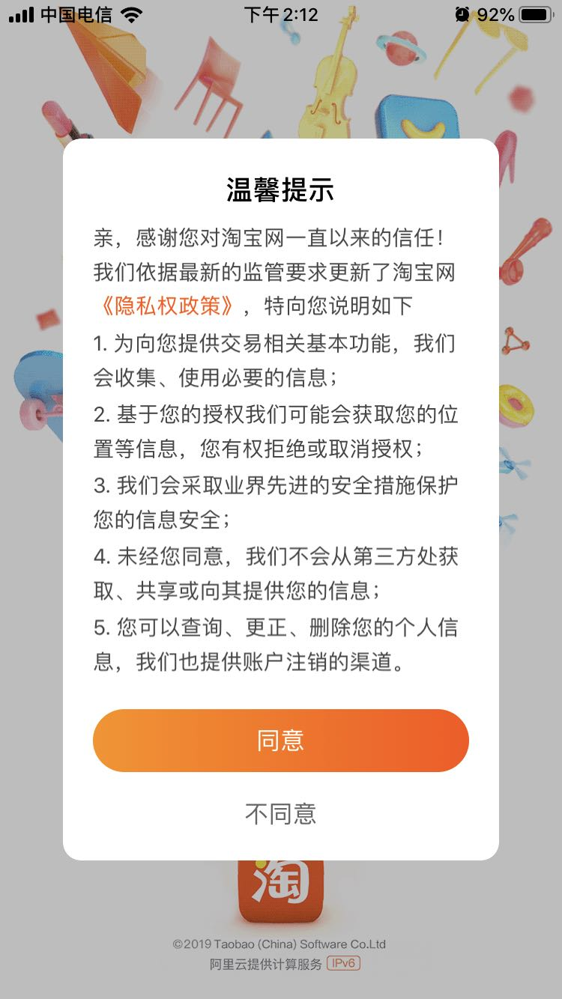 中国电信
下午2:12
92%
温馨提示
亲，感谢您对淘宝网一直以来的信任！
我们依据最新的监管要求更新了淘宝网
《隐私权政策》，特向您说明如下
1. 为向您提供交易相关基本功能，我们
会收集、使用必要的信息；
2. 基于您的授权我们可能会获取您的位
置等信息，您有权拒绝或取消授权；
3. 我们会采取业界先进的安全措施保护
您的信息安全；
4. 未经您同意，我们不会从第三方处获
取、共享或向其提供您的信息；
5. 您可以查询、更正、删除您的个人信
息，我们也提供账户注销的渠道。
同意
不同意
淘
©2019 Taobao (China) Software Co.Ltd
阿里云提供计算服务 IPv6